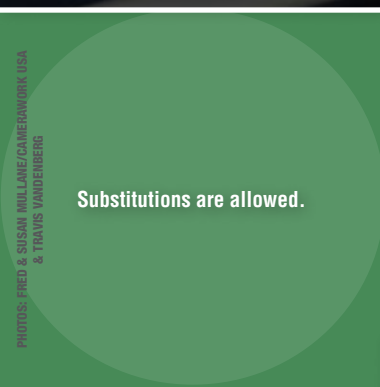 PHOTOS: FRED & SUSAN MULLANE/CAMERAWORK USA
& TRAVIS VANDENBERG
Substitutions are allowed.